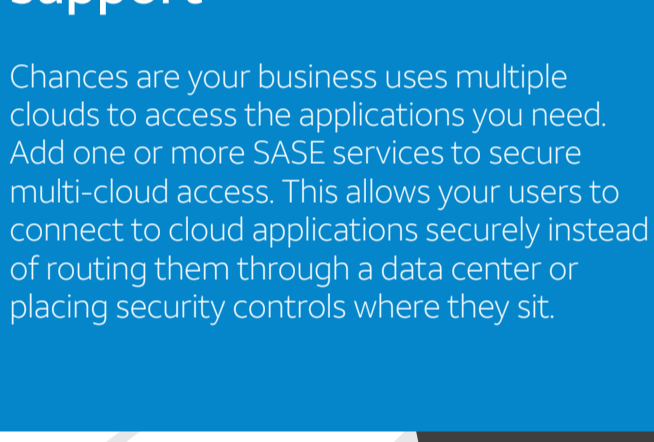 support
Chances are your business uses multiple
clouds to access the applications you need.
Add one or more SASE services to secure
multi-cloud access. This allows your users to
connect to cloud applications securely instead
of routing them through a data center or
placing security controls where they sit.